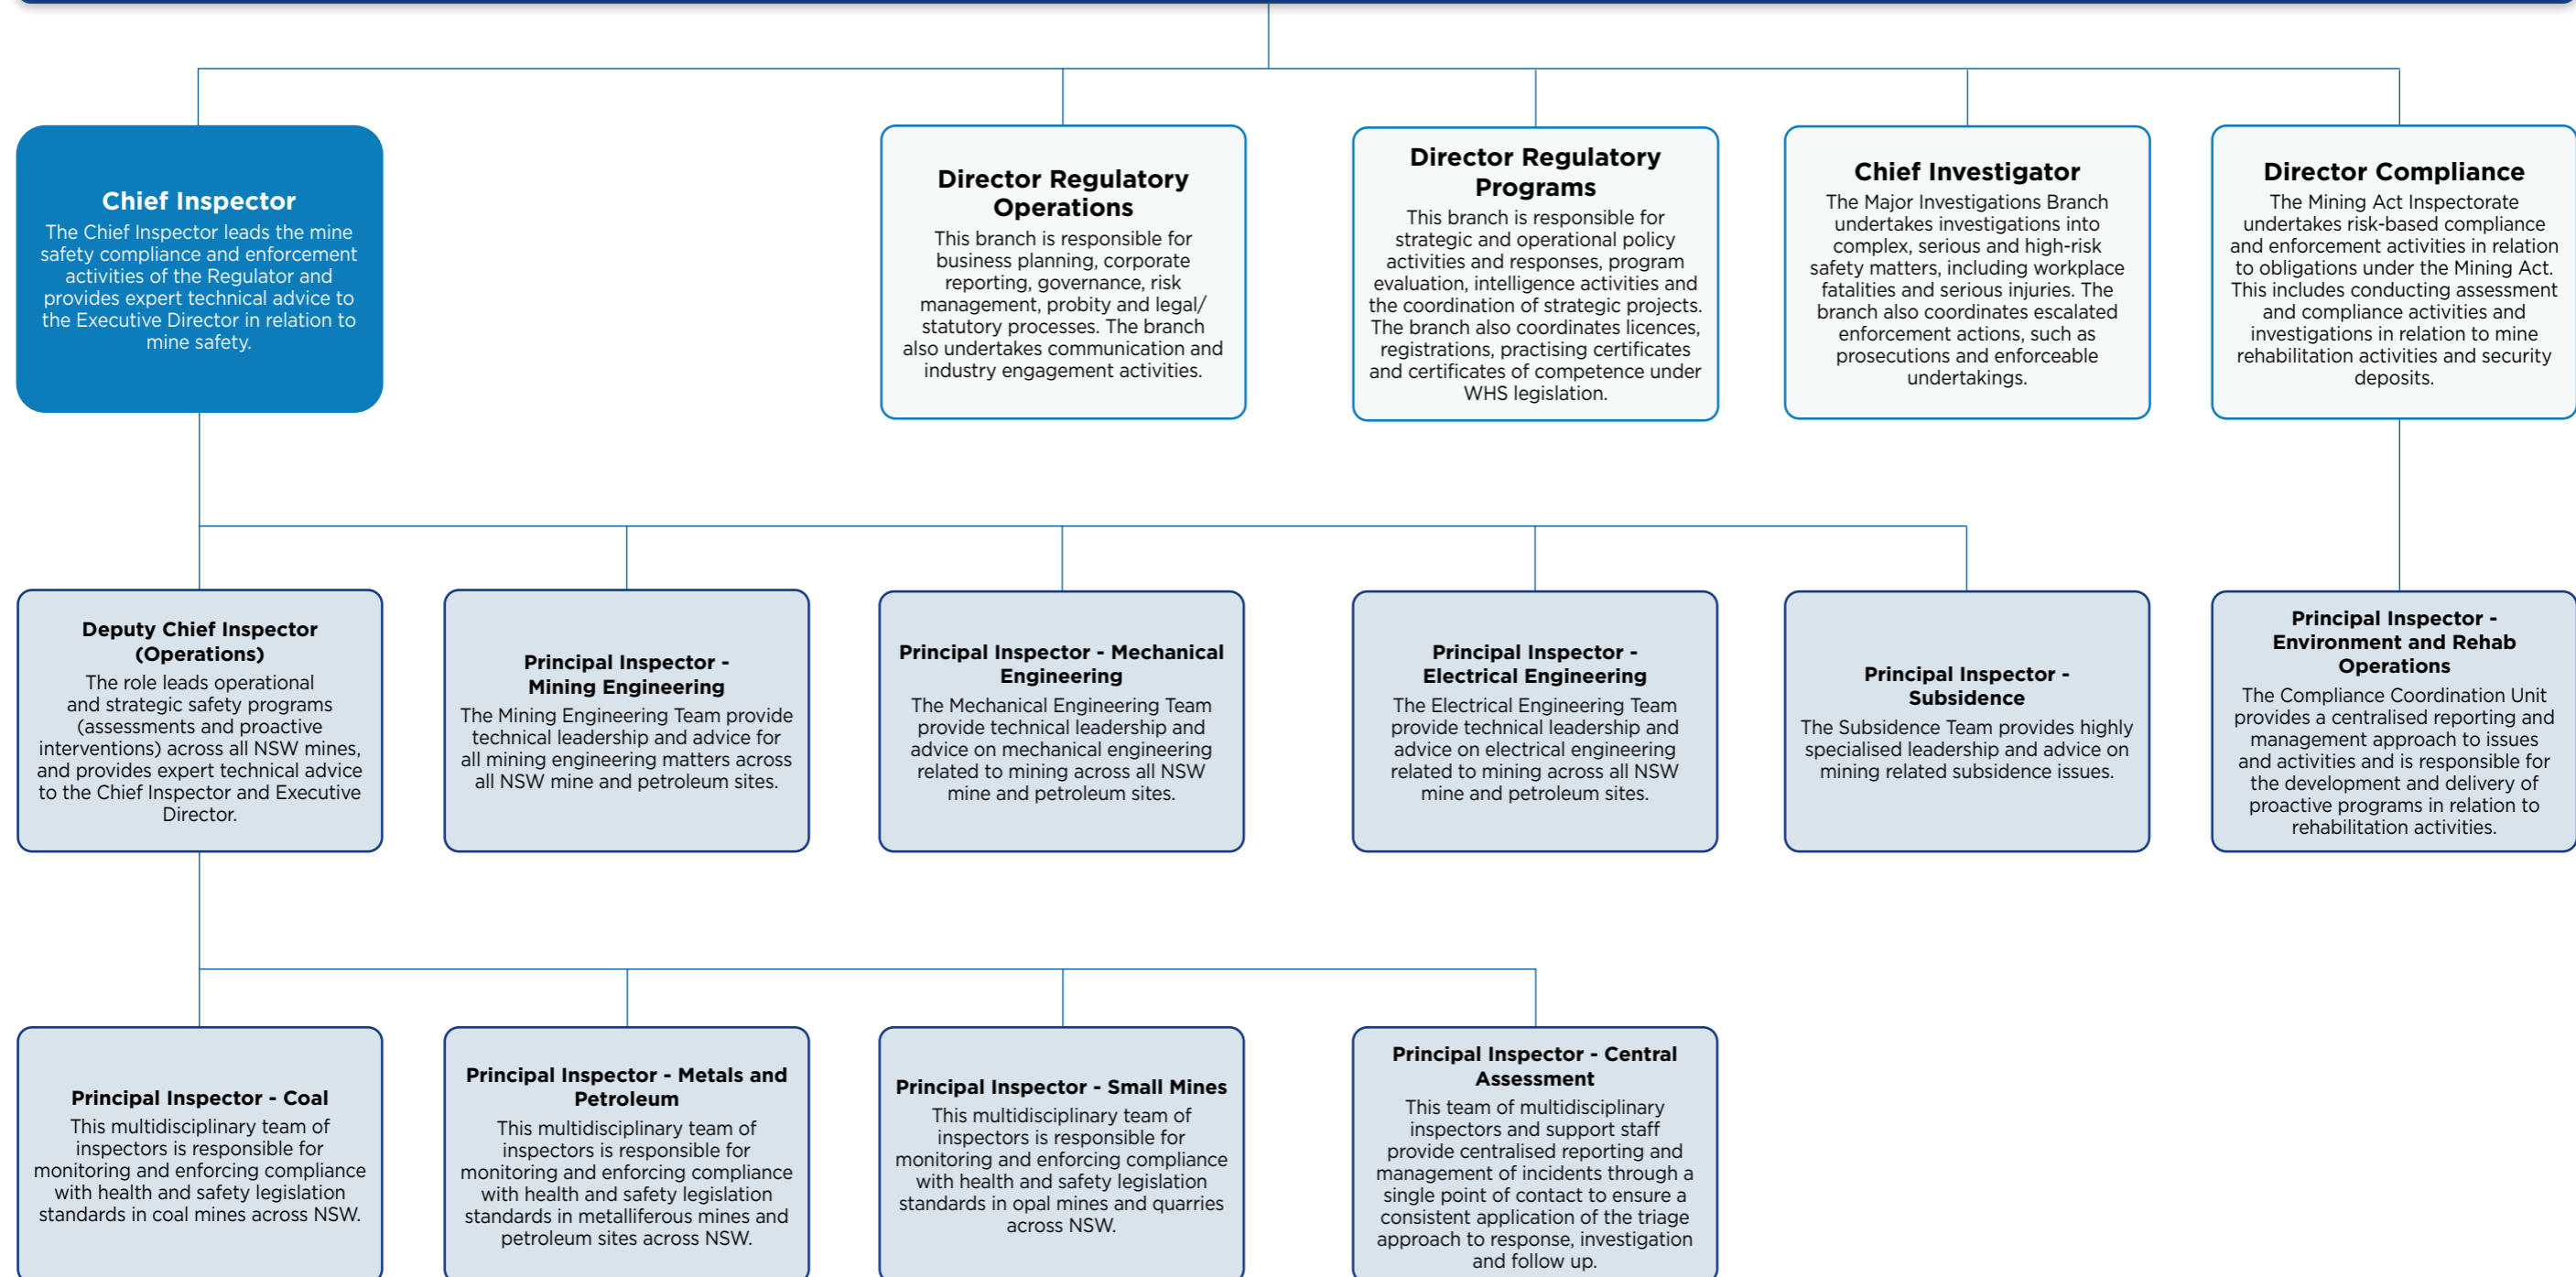 Chief Inspector
The Chief Inspector leads the mine
safety compliance and enforcement
activities of the Regulator and
provides expert technical advice to
the Executive Director in relation to
mine safety.
Director Regulatory
Operations
This branch is responsible for
business planning, corporate
reporting, governance, risk
management, probity and legal/
statutory processes. The branch
also undertakes communication and
industry engagement activities.
Director Regulatory
Programs
This branch is responsible for
strategic and operational policy
activities and responses, program
evaluation, intelligence activities and
the coordination of strategic projects.
The branch also coordinates licences,
registrations, practising certificates
and certificates of competence under
WHS legislation.
Chief Investigator
The Major Investigations Branch
undertakes investigations into
complex, serious and high-risk
safety matters, including workplace
fatalities and serious injuries. The
branch also coordinates escalated
enforcement actions, such as
prosecutions and enforceable
undertakings.
Director Compliance
The Mining Act Inspectorate
undertakes risk-based compliance
and enforcement activities in relation
to obligations under the Mining Act.
This includes conducting assessment
and compliance activities and
investigations in relation to mine
rehabilitation activities and security
deposits.
Deputy Chief Inspector
(Operations)
The role leads operational
and strategic safety programs
(assessments and proactive
interventions) across all NSW mines,
and provides expert technical advice
to the Chief Inspector and Executive
Director.
Principal Inspector -
Mining Engineering
The Mining Engineering Team provide
technical leadership and advice for
all mining engineering matters across
all NSW mine and petroleum sites.
Principal Inspector - Mechanical
Engineering
The Mechanical Engineering Team
provide technical leadership and
advice on mechanical engineering
related to mining across all NSW
mine and petroleum sites.
Principal Inspector -
Electrical Engineering
The Electrical Engineering Team
provide technical leadership and
advice on electrical engineering
related to mining across all NSW
mine and petroleum sites.
Principal Inspector -
Subsidence
The Subsidence Team provides highly
specialised leadership and advice on
mining related subsidence issues.
Principal Inspector -
Environment and Rehab
Operations
The Compliance Coordination Unit
provides a centralised reporting and
management approach to issues
and activities and is responsible for
the development and delivery of
proactive programs in relation to
rehabilitation activities.
Principal Inspector - Coal
This multidisciplinary team of
inspectors is responsible for
monitoring and enforcing compliance
with health and safety legislation
standards in coal mines across NSW.
Principal Inspector - Metals and
Petroleum
This multidisciplinary team of
inspectors is responsible for
monitoring and enforcing compliance
with health and safety legislation
standards in metalliferous mines and
petroleum sites across NSW.
Principal Inspector - Small Mines
This multidisciplinary team of
inspectors is responsible for
monitoring and enforcing compliance
with health and safety legislation
standards in opal mines and quarries
across NSW.
Principal Inspector - Central
Assessment
This team of multidisciplinary
inspectors and support staff
provide centralised reporting and
management of incidents through a
single point of contact to ensure a
consistent application of the triage
approach to response, investigation
and follow up.